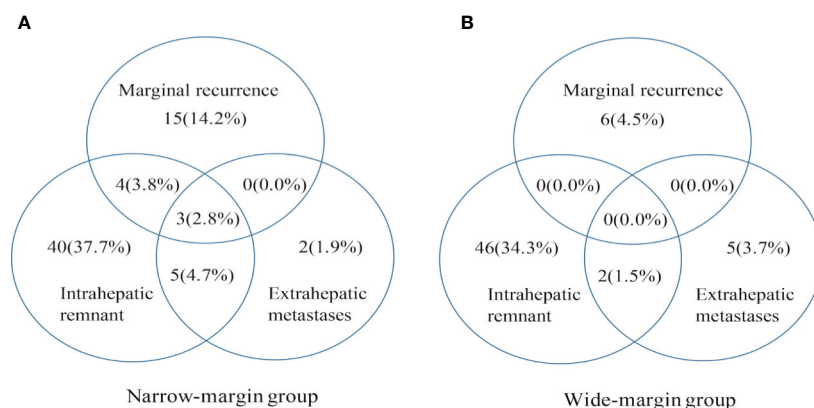 A
Marginal recurrence
15(14.2%)
4(3.8%)
0(0.0%)
3(2.8%)
40(37.7%)
2(1.9%)
5(4.7%)
Intrahepatic
remnant
Extrahepatic
metastases
Narrow-margin group
B
Marginal recurrence
6(4.5%)
0(0.0%)
0(0.0%)
0(0.0%)
46(34.3%)
5(3.7%)
2(1.5%)
Intrahepatic
remnant
Extrahepatic
metastases
Wide-margin group